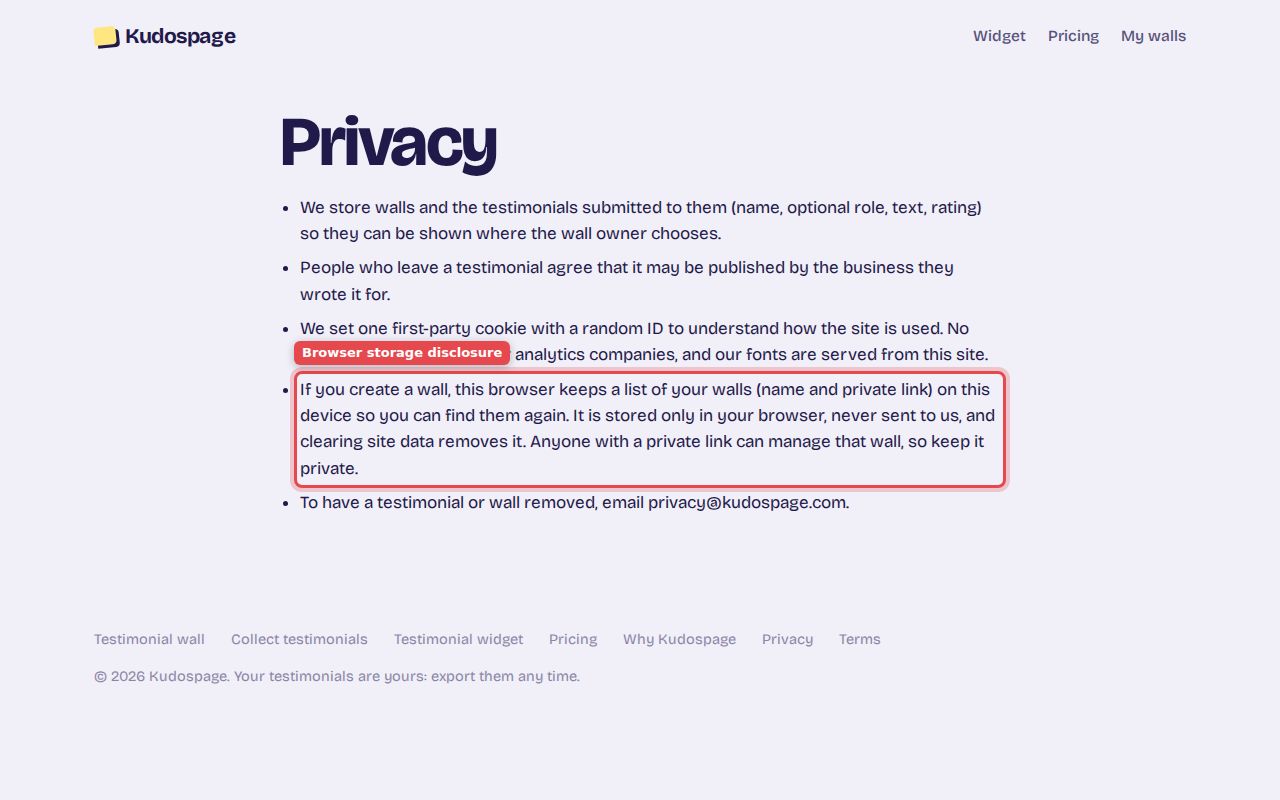 Kudospage
Widget
Pricing
My walls
Privacy
We store walls and the testimonials submitted to them (name, optional role, text, rating)
so they can be shown where the wall owner chooses.
People who leave a testimonial agree that it may be published by the business they
wrote it for.
We set one first-party cookie with a random ID to understand how the site is used. No
Browser storage disclosure
analytics companies, and our fonts are served from this site.
If you create a wall, this browser keeps a list of your walls (name and private link) on this
device so you can find them again. It is stored only in your browser, never sent to us, and
clearing site data removes it. Anyone with a private link can manage that wall, so keep it
private.
To have a testimonial or wall removed, email privacy@kudospage.com.
Testimonial wall
Collect testimonials
Testimonial widget
Pricing
Why Kudospage
Privacy
Terms
© 2026 Kudospage. Your testimonials are yours: export them any time.